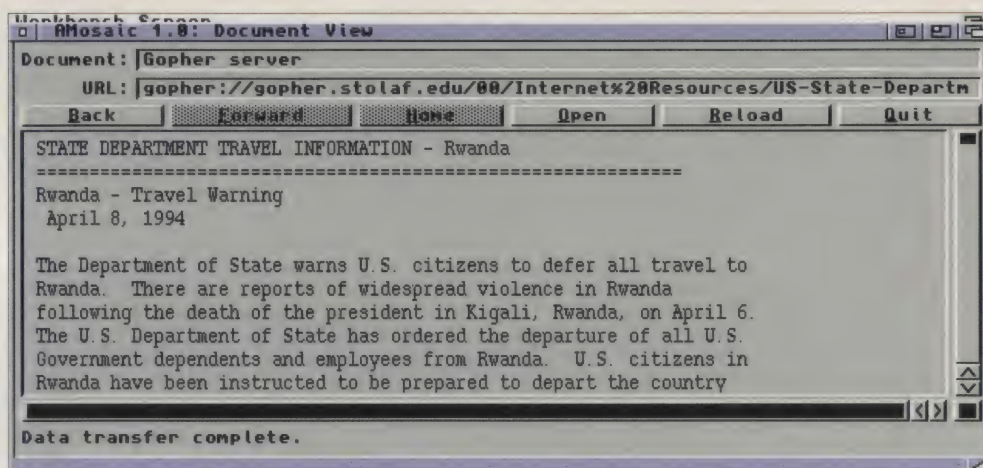 Workbench Screen
AMosaic 1.0: Document View
Document: Gopher server
URL: gopher://gopher.stolaf.edu/00/Internet%20Resources/US-State-Departm
Back Forward Home Open Reload Quit
STATE DEPARTMENT TRAVEL INFORMATION - Rwanda
============================================================
Rwanda - Travel Warning
April 8, 1994
The Department of State warns U.S. citizens to defer all travel to
Rwanda. There are reports of widespread violence in Rwanda
following the death of the president in Kigali, Rwanda, on April 6.
The U.S. Department of State has ordered the departure of all U.S.
Government dependents and employees from Rwanda. U.S. citizens in
Rwanda have been instructed to be prepared to depart the country
Data transfer complete.